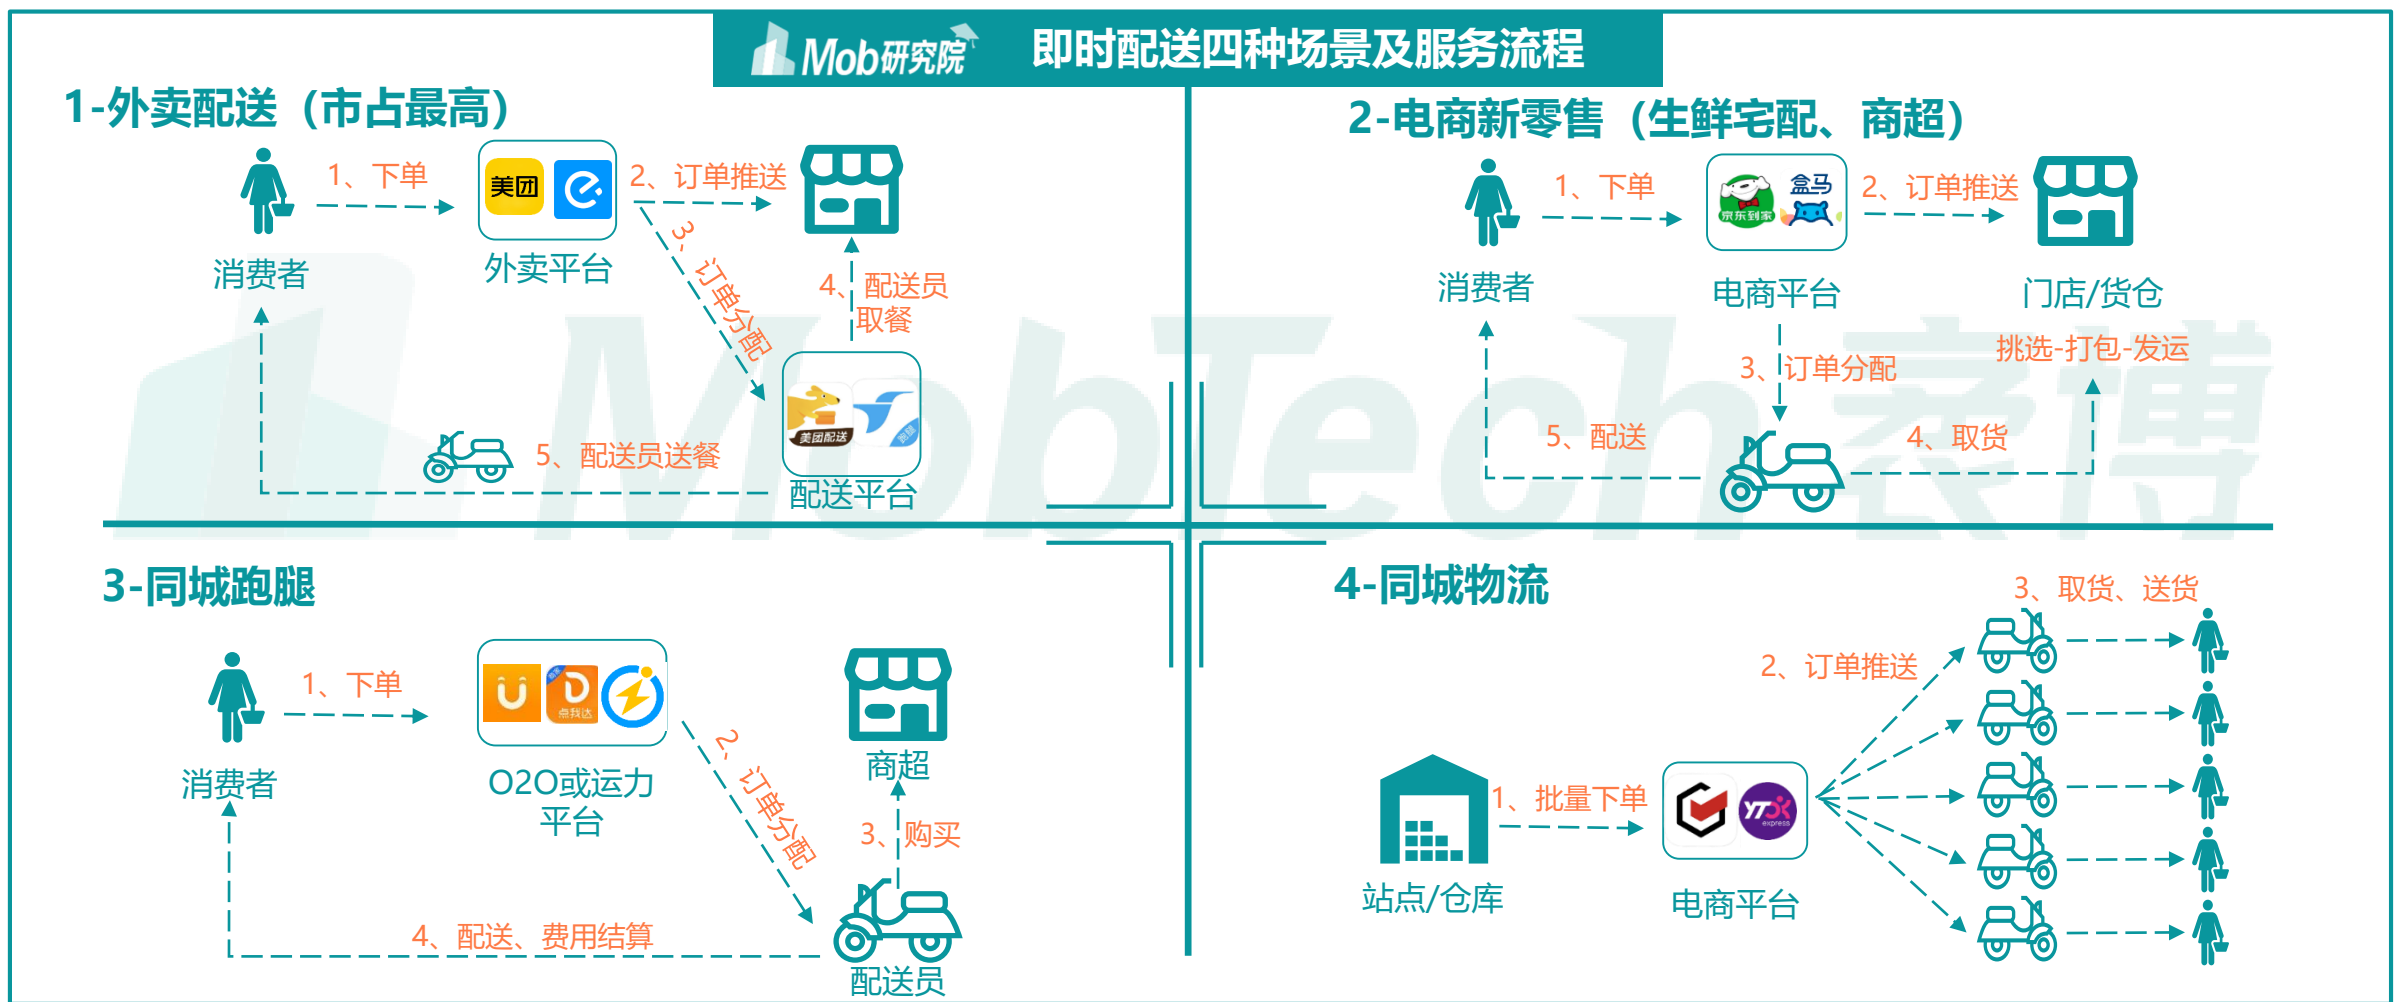 Mob研究院
即时配送四种场景及服务流程
1-外卖配送（市占最高）
1、下单
美团
2、订单推送
3、订单分配
消费者
外卖平台
4、配送员
取餐
美团配送
5、配送员送餐
配送平台
2-电商新零售（生鲜宅配、商超）
1、下单
京东到家
盒马
2、订单推送
消费者
电商平台
门店/货仓
挑选-打包-发运
3、订单分配
5、配送
4、取货
MobTech 袤博
3-同城跑腿
1、下单
点我达
2、订单分配
消费者
O2O或运力
平台
商超
3、购买
4、配送、费用结算
配送员
4-同城物流
3、取货、送货
2、订单推送
1、批量下单
YTO
express
站点/仓库
电商平台